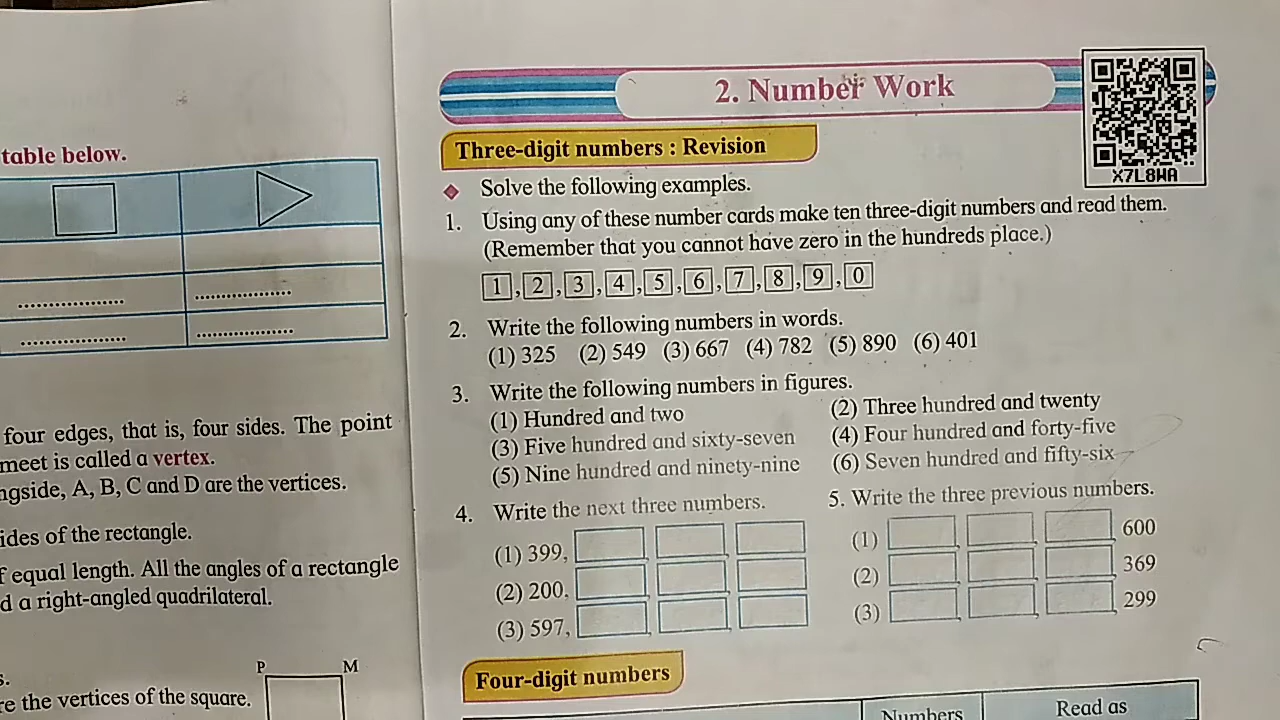 table below.
....................
....................
....................
....................
four edges, that is, four sides. The point
meet is called a vertex.
ngside, A, B, C and D are the vertices.
ides of the rectangle.
f equal length. All the angles of a rectangle
d a right-angled quadrilateral.
P M
s.
re the vertices of the square.
2. Number Work
X7L8WA
Three-digit numbers : Revision
Solve the following examples.
1. Using any of these number cards make ten three-digit numbers and read them.
(Remember that you cannot have zero in the hundreds place.)
1, 2, 3, 4, 5, 6, 7, 8, 9, 0
2. Write the following numbers in words.
(1) 325 (2) 549 (3) 667 (4) 782 (5) 890 (6) 401
3. Write the following numbers in figures.
(1) Hundred and two (2) Three hundred and twenty
(3) Five hundred and sixty-seven (4) Four hundred and forty-five
(5) Nine hundred and ninety-nine (6) Seven hundred and fifty-six
4. Write the next three numbers. 5. Write the three previous numbers.
(1) 399, , , (1) , , , 600
(2) 200, , , (2) , , , 369
(3) 597, , , (3) , , , 299
Four-digit numbers
Numbers Read as